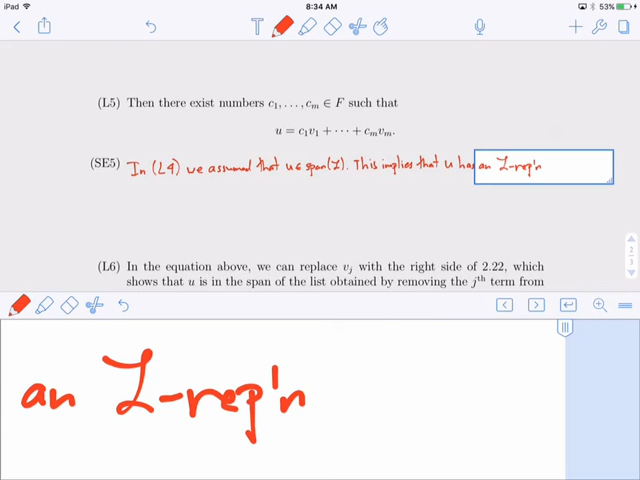 iPad
8:34 AM
53%
T
(L5) Then there exist numbers c₁, . . . , cₘ ∈ F such that
u = c₁v₁ + · · · + cₘvₘ.
(SE5) In (L4) we assumed that u ∈ span(ℒ). This implies that u has an ℒ-rep'n
(L6) In the equation above, we can replace vⱼ with the right side of 2.22, which
shows that u is in the span of the list obtained by removing the jᵗʰ term from
2
3
an ℒ-rep'n